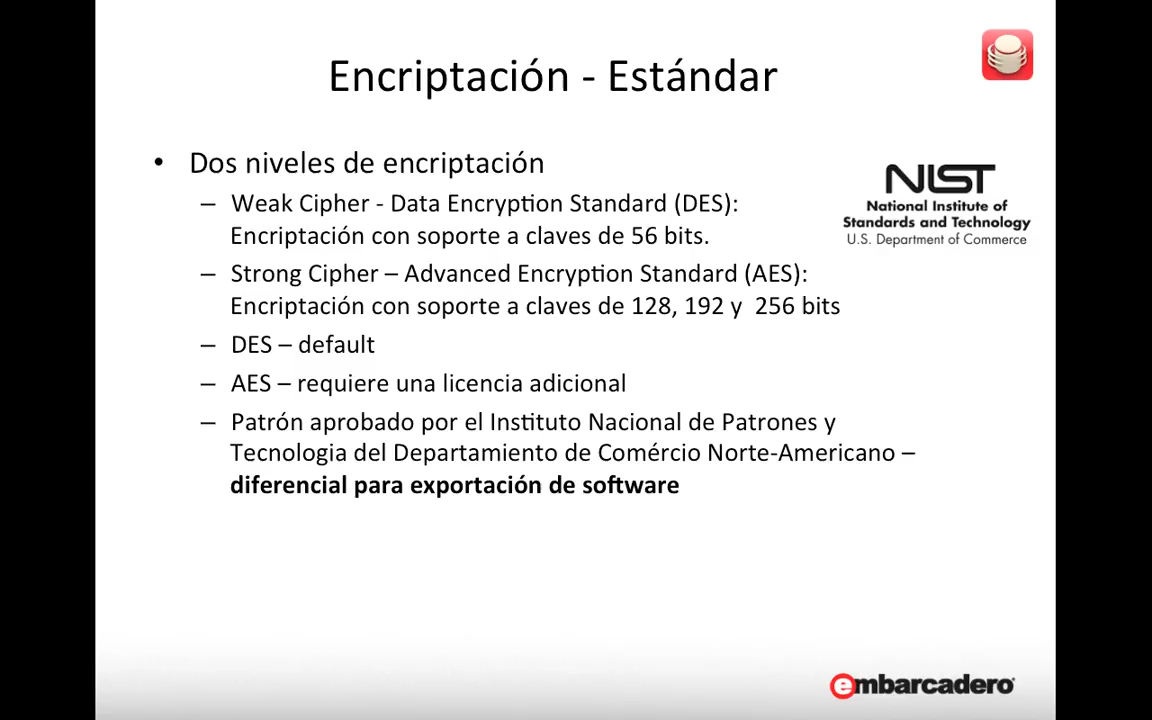 Encriptación - Estándar
• Dos niveles de encriptación
– Weak Cipher - Data Encryption Standard (DES):
Encriptación con soporte a claves de 56 bits.
– Strong Cipher – Advanced Encryption Standard (AES):
Encriptación con soporte a claves de 128, 192 y 256 bits
– DES – default
– AES – requiere una licencia adicional
– Patrón aprobado por el Instituto Nacional de Patrones y
Tecnologia del Departamiento de Comércio Norte-Americano –
diferencial para exportación de software
NIST
National Institute of
Standards and Technology
U.S. Department of Commerce
embarcadero